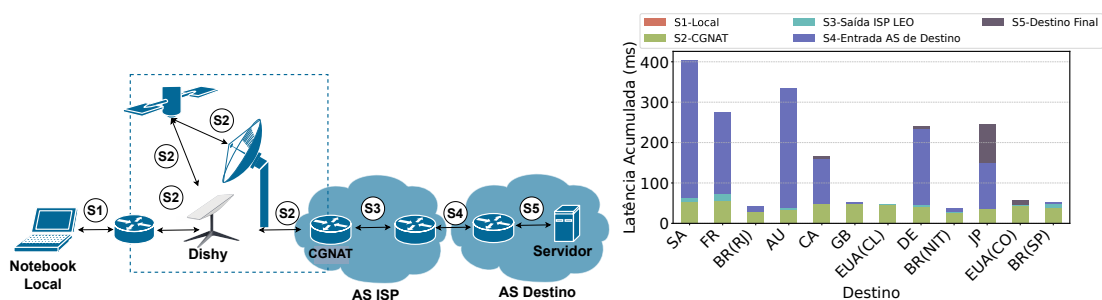 S1
S2
S2
S2
S2
S3
S4
S5
Notebook
Local
Dishy
CGNAT
Servidor
AS ISP
AS Destino
S1-Local
S2-CGNAT
S3-Saída ISP LEO
S4-Entrada AS de Destino
S5-Destino Final
Latência Acumulada (ms)
400
300
200
100
0
SA
FR
BR(RJ)
AU
CA
GB
EUA(CL)
DE
BR(NIT)
JP
EUA(CO)
BR(SP)
Destino